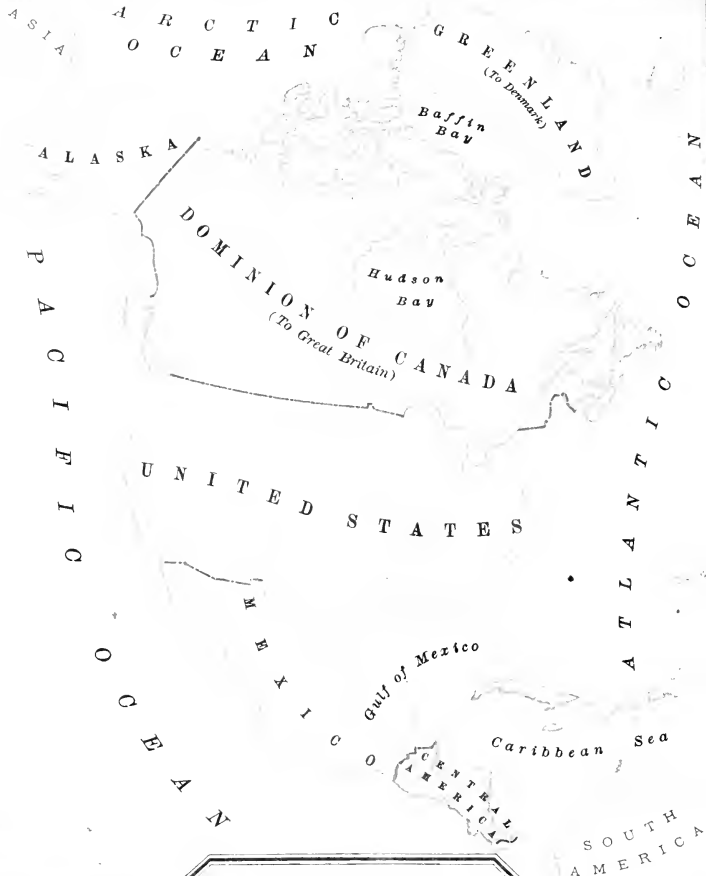 ASIA
ARCTIC
OCEAN
GREENLAND
(To Denmark)
Baffin
Bay
ALASKA
DOMINION OF CANADA
(To Great Britain)
Hudson
Bay
PACIFIC OCEAN
ATLANTIC OCEAN
UNITED STATES
MEXICO
Gulf of Mexico
Caribbean Sea
CENTRAL
AMERICA
SOUTH
AMERICA